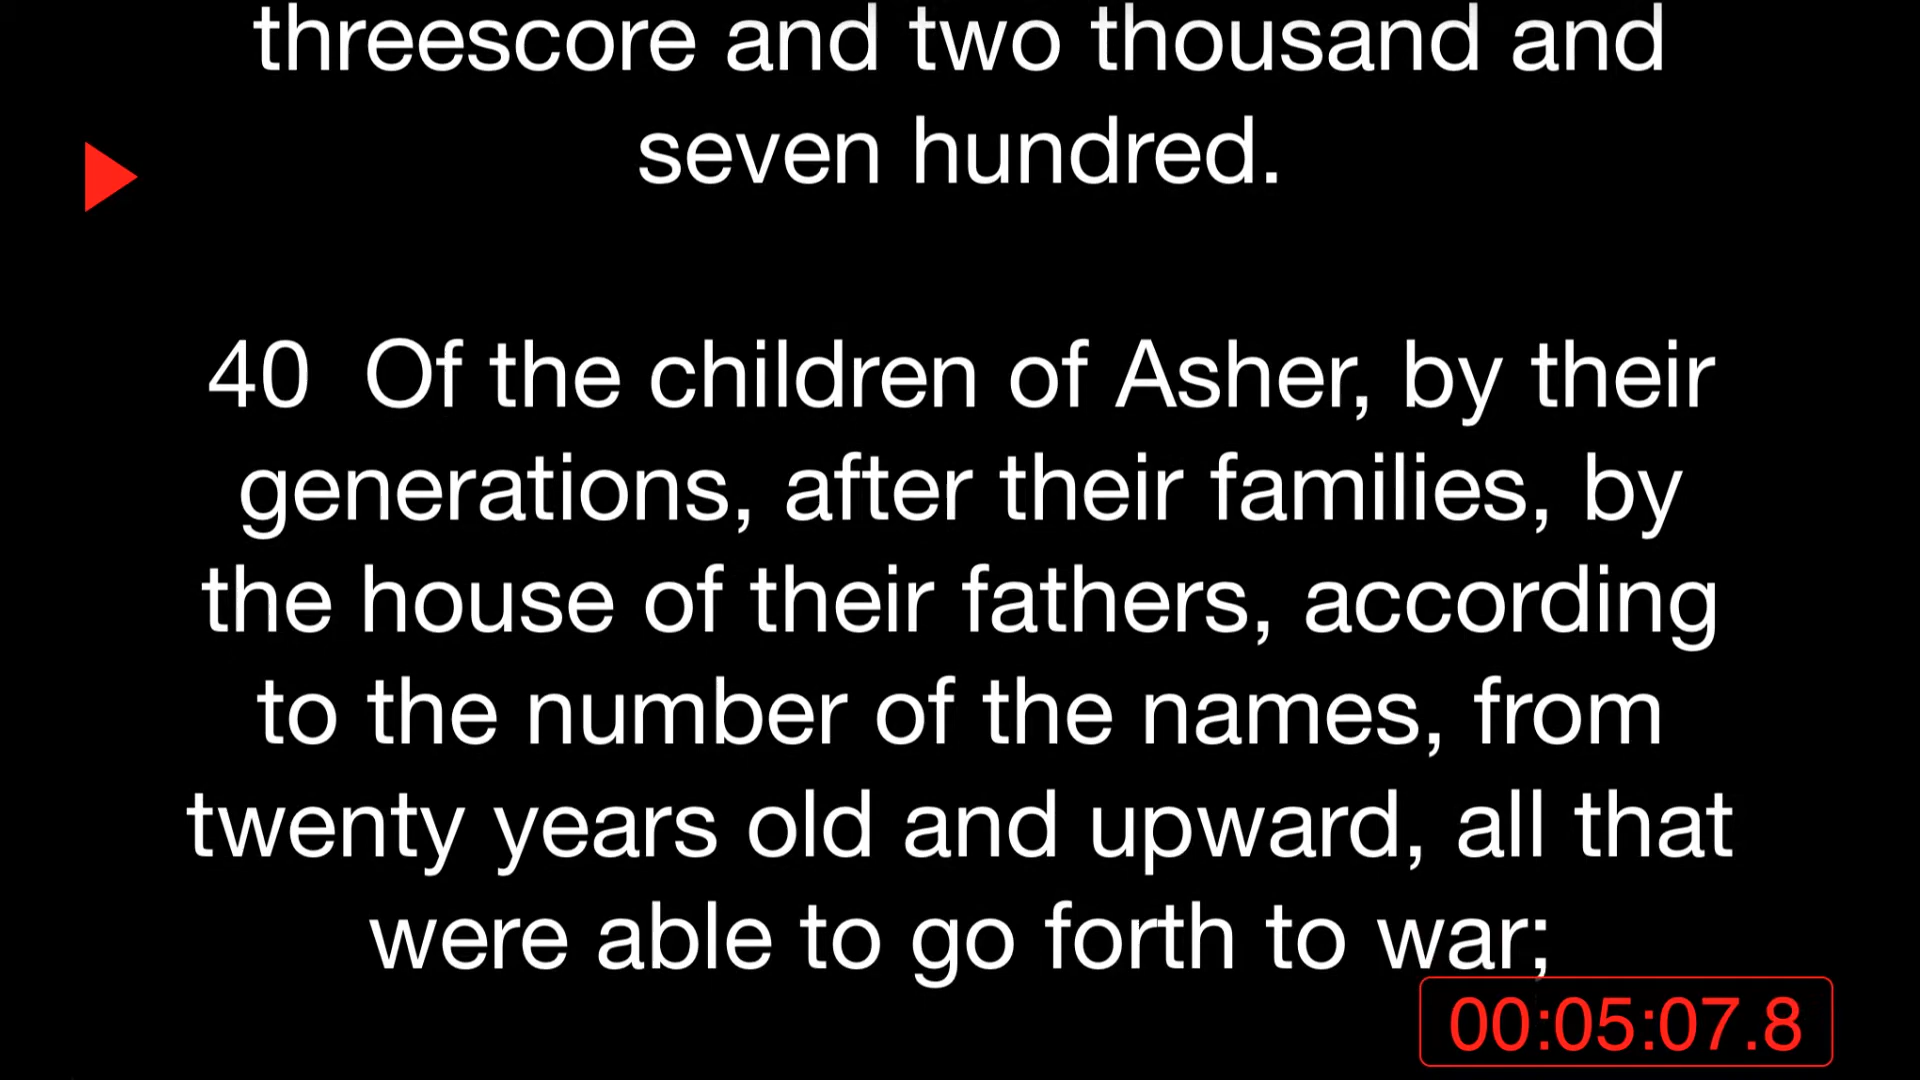 threescore and two thousand and
seven hundred.
40 Of the children of Asher, by their
generations, after their families, by
the house of their fathers, according
to the number of the names, from
twenty years old and upward, all that
were able to go forth to war;
00:05:07.8